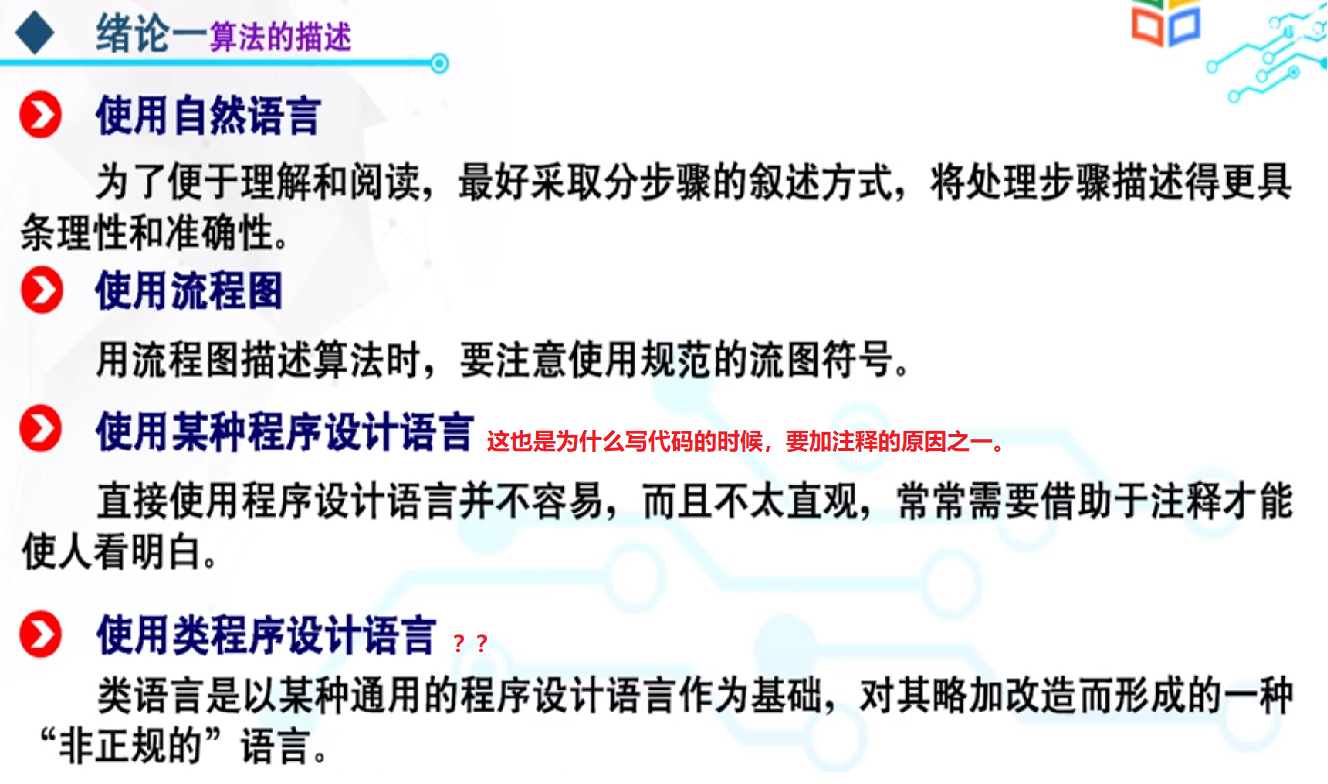 绪论一算法的描述
使用自然语言
为了便于理解和阅读，最好采取分步骤的叙述方式，将处理步骤描述得更具
条理性和准确性。
使用流程图
用流程图描述算法时，要注意使用规范的流图符号。
使用某种程序设计语言 这也是为什么写代码的时候，要加注释的原因之一。
直接使用程序设计语言并不容易，而且不太直观，常常需要借助于注释才能
使人看明白。
使用类程序设计语言 ？？
类语言是以某种通用的程序设计语言作为基础，对其略加改造而形成的一种
“非正规的”语言。